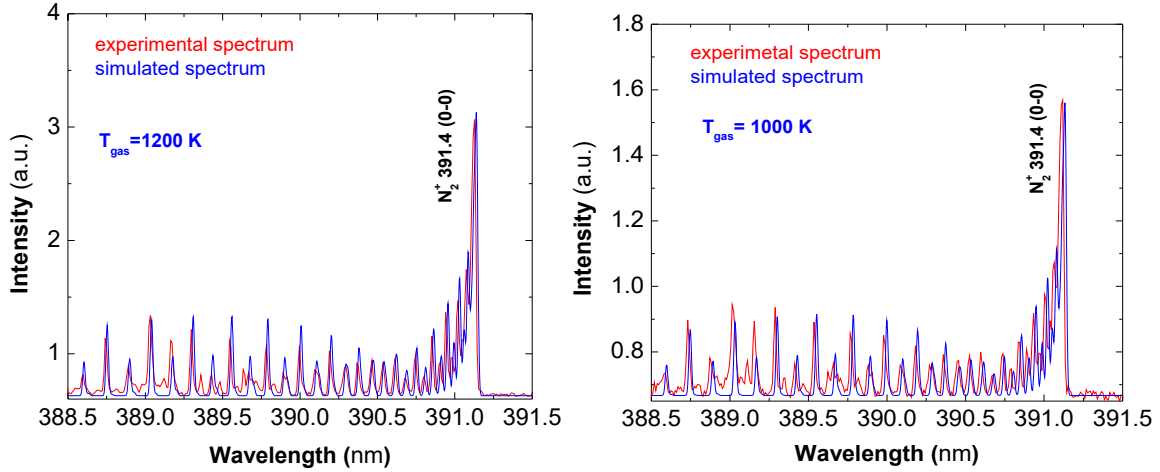 4
3
2
1
Intensity (a.u.)
experimental spectrum
simulated spectrum
T_gas=1200 K
N₂⁺ 391.4 (0-0)
388.5 389.0 389.5 390.0 390.5 391.0 391.5
Wavelength (nm)
1.8
1.6
1.4
1.2
1.0
0.8
Intensity (a.u.)
experimetal spectrum
simulated spectrum
T_gas= 1000 K
N₂⁺ 391.4 (0-0)
388.5 389.0 389.5 390.0 390.5 391.0 391.5
Wavelength (nm)